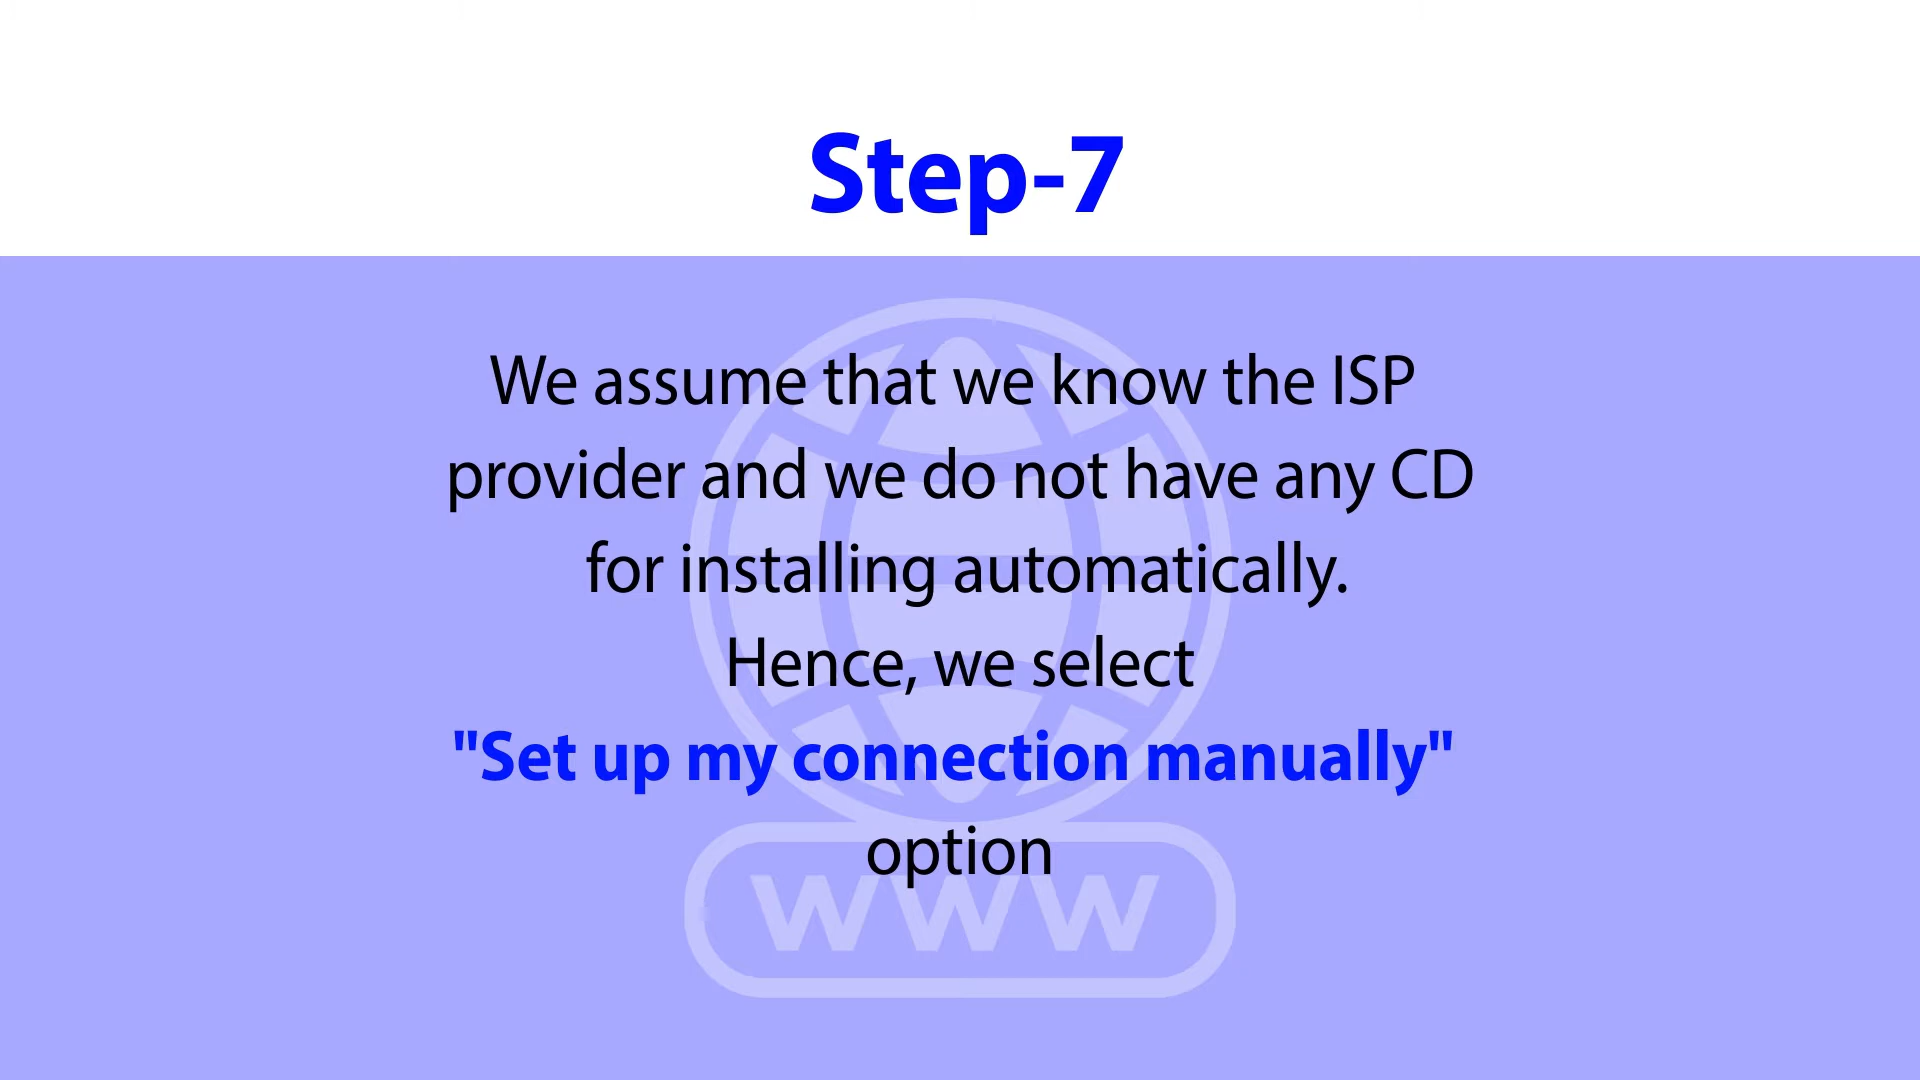 Step-7
We assume that we know the ISP
provider and we do not have any CD
for installing automatically.
Hence, we select
"Set up my connection manually"
option
WWW